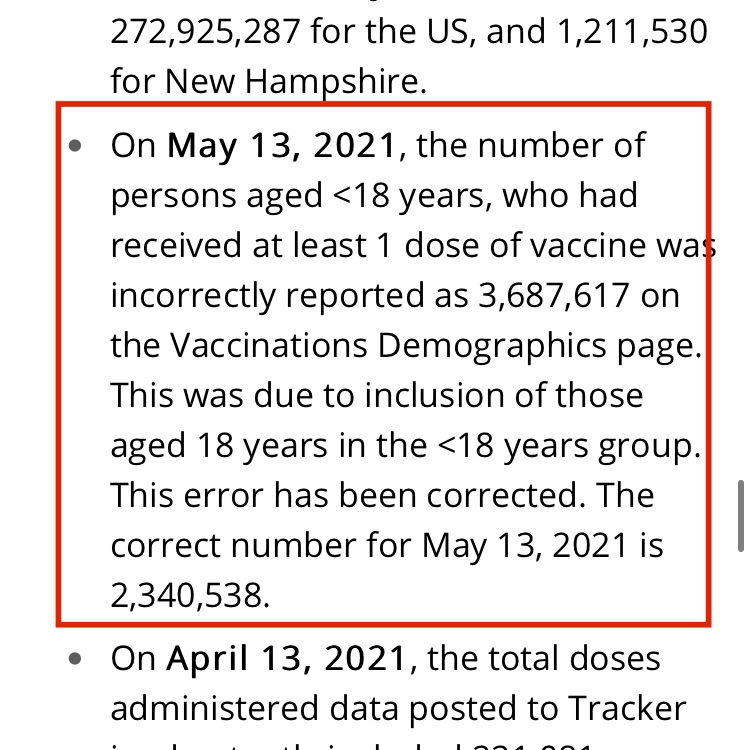 272,925,287 for the US, and 1,211,530
for New Hampshire.
• On May 13, 2021, the number of
persons aged <18 years, who had
received at least 1 dose of vaccine was
incorrectly reported as 3,687,617 on
the Vaccinations Demographics page.
This was due to inclusion of those
aged 18 years in the <18 years group.
This error has been corrected. The
correct number for May 13, 2021 is
2,340,538.
• On April 13, 2021, the total doses
administered data posted to Tracker